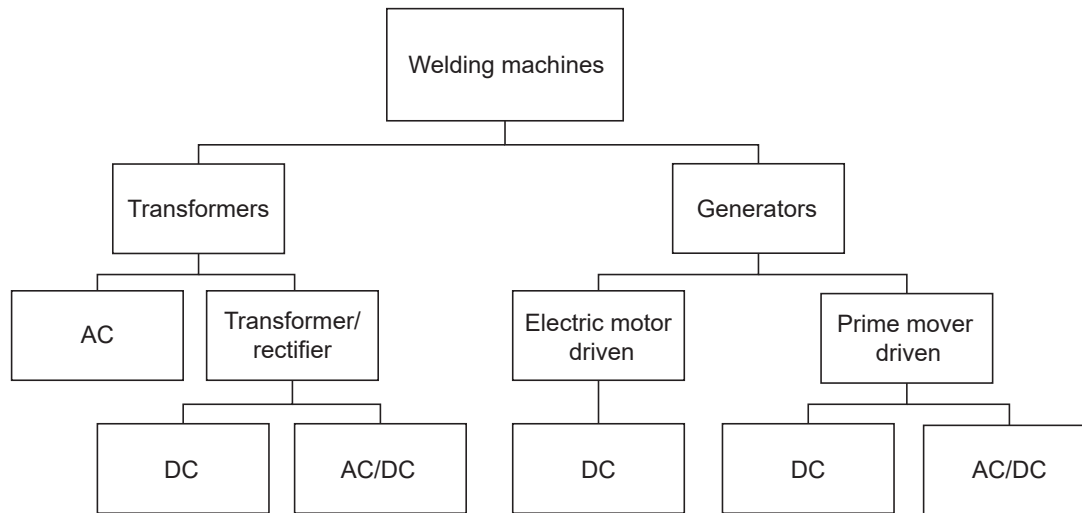 Welding machines
Transformers
Generators
AC
Transformer/
rectifier
Electric motor
driven
Prime mover
driven
DC
AC/DC
DC
DC
AC/DC